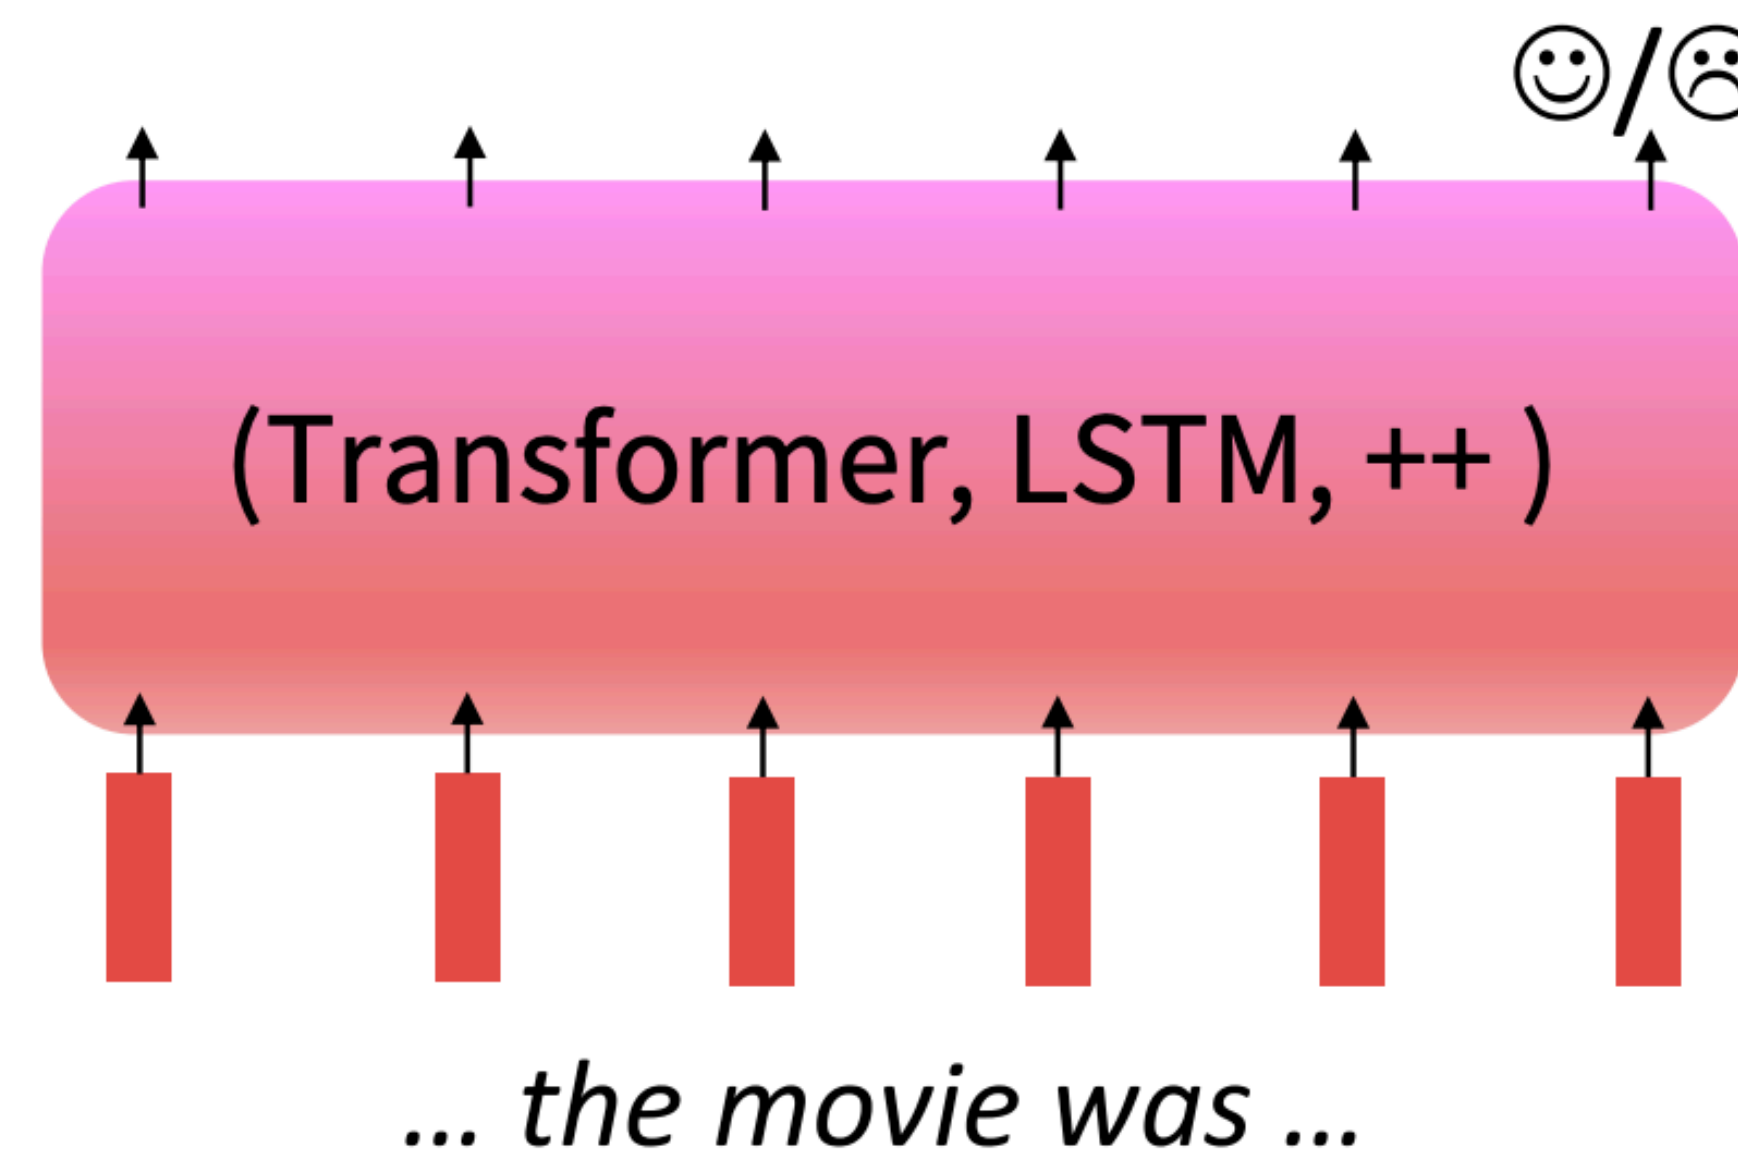 ☺/☹
(Transformer, LSTM, ++ )
... the movie was ...